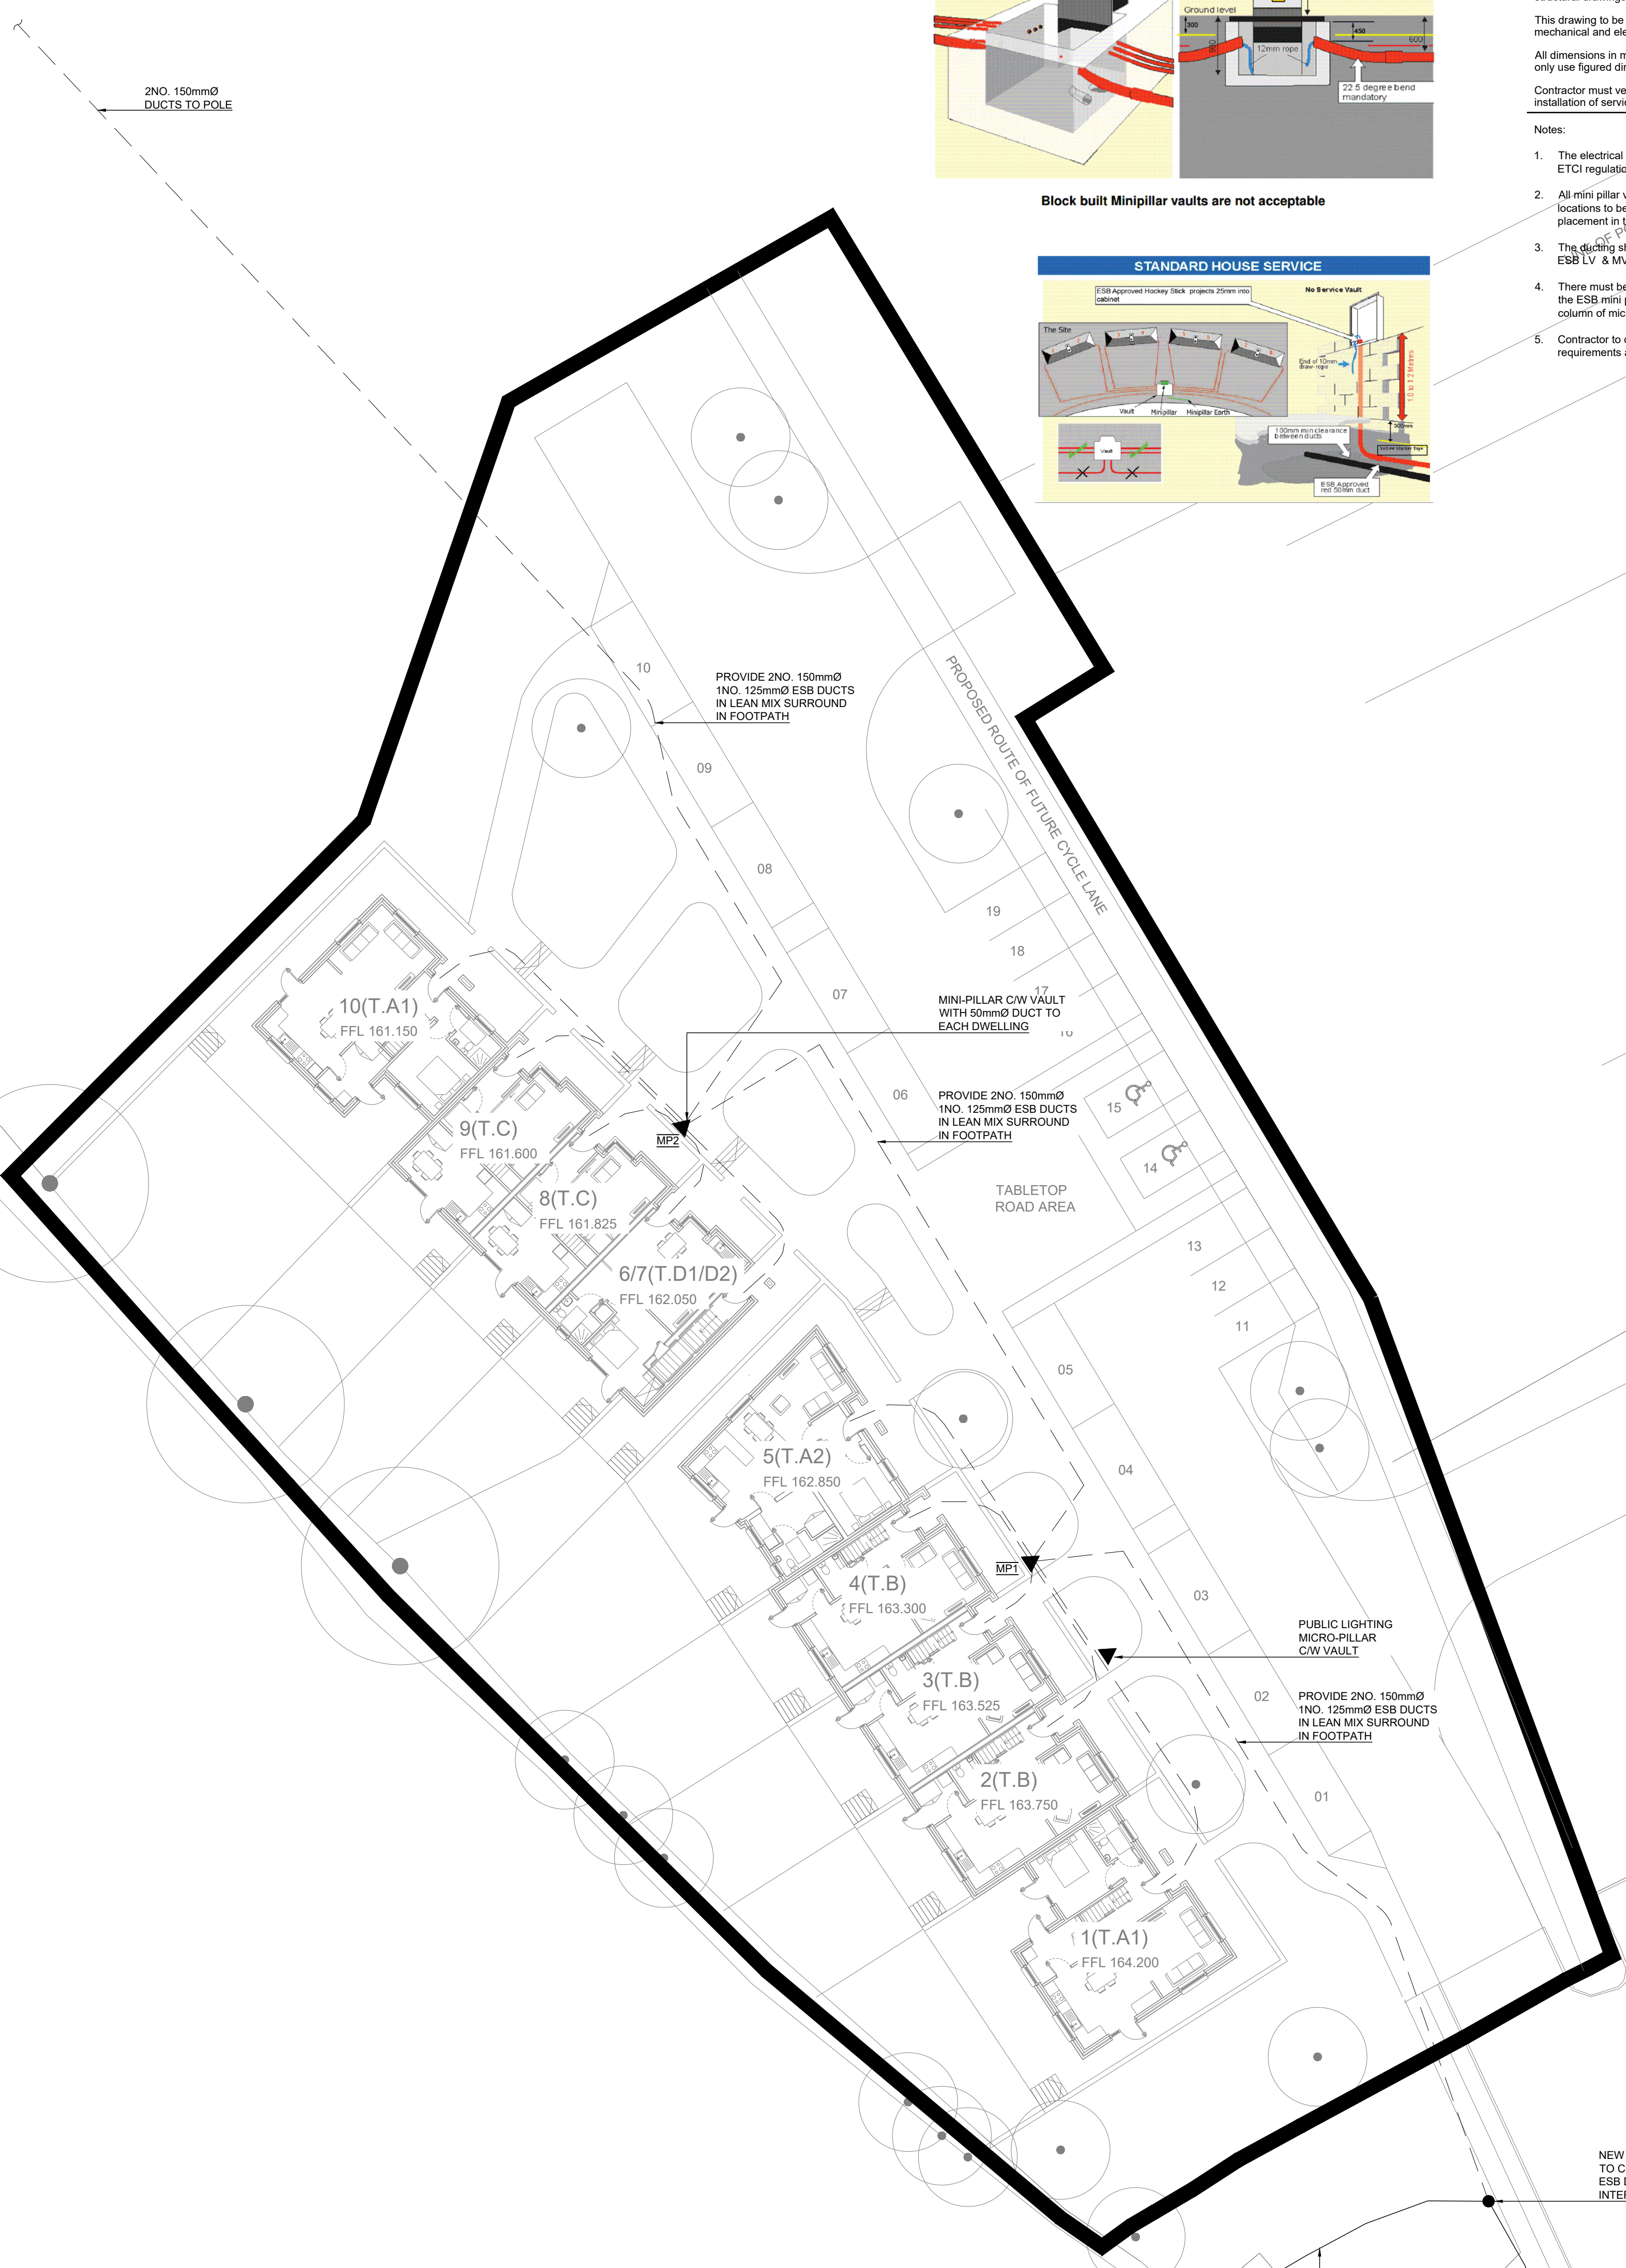 2NO. 150mmØ
DUCTS TO POLE
Ground level
300
900
12mm rope
450
600
22.5 degree bend
mandatory
Block built Minipillar vaults are not acceptable
This drawing to be
mechanical and ele
All dimensions in m
only use figured di
Contractor must ve
installation of servi
Notes:
1. The electrical
ETCI regulatio
2. All mini pillar v
locations to be
placement in t
3. The ducting sh
ESB LV & MV
4. There must be
the ESB mini p
column of mic
5. Contractor to
requirements a
STANDARD HOUSE SERVICE
ESB Approved Hockey Stick projects 25mm into
cabinet
No Service Vault
The Site
End of 10mm
draw-rope
1.0 to 1.2 Metres
Vault
Minipillar
Minipillar Earth
Vault
100mm min clearance
between ducts
300mm
ESB Approved
red 50mm duct
PROVIDE 2NO. 150mmØ
1NO. 125mmØ ESB DUCTS
IN LEAN MIX SURROUND
IN FOOTPATH
PROPOSED ROUTE OF FUTURE CYCLE LANE
10
09
08
07
06
19
18
17
16
15
14
13
12
11
MINI-PILLAR C/W VAULT
WITH 50mmØ DUCT TO
EACH DWELLING
PROVIDE 2NO. 150mmØ
1NO. 125mmØ ESB DUCTS
IN LEAN MIX SURROUND
IN FOOTPATH
TABLETOP
ROAD AREA
10(T.A1)
FFL 161.150
9(T.C)
FFL 161.600
MP2
8(T.C)
FFL 161.825
6/7(T.D1/D2)
FFL 162.050
5(T.A2)
FFL 162.850
4(T.B)
FFL 163.300
MP1
3(T.B)
FFL 163.525
2(T.B)
FFL 163.750
1(T.A1)
FFL 164.200
05
04
03
02
01
PUBLIC LIGHTING
MICRO-PILLAR
C/W VAULT
PROVIDE 2NO. 150mmØ
1NO. 125mmØ ESB DUCTS
IN LEAN MIX SURROUND
IN FOOTPATH
NEW
TO C
ESB
INTE